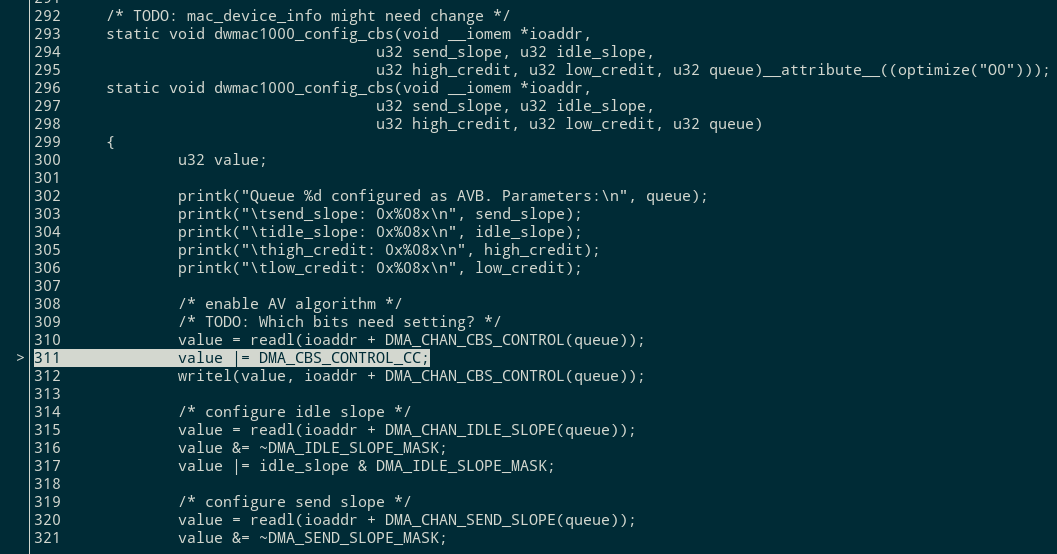 292     /* TODO: mac_device_info might need change */
293     static void dwmac1000_config_cbs(void __iomem *ioaddr,
294                                   u32 send_slope, u32 idle_slope,
295                                   u32 high_credit, u32 low_credit, u32 queue)__attribute__((optimize("O0")));
296     static void dwmac1000_config_cbs(void __iomem *ioaddr,
297                                   u32 send_slope, u32 idle_slope,
298                                   u32 high_credit, u32 low_credit, u32 queue)
299     {
300             u32 value;
301
302             printk("Queue %d configured as AVB. Parameters:\n", queue);
303             printk("\tsend_slope: 0x%08x\n", send_slope);
304             printk("\tidle_slope: 0x%08x\n", idle_slope);
305             printk("\thigh_credit: 0x%08x\n", high_credit);
306             printk("\tlow_credit: 0x%08x\n", low_credit);
307
308             /* enable AV algorithm */
309             /* TODO: Which bits need setting? */
310             value = readl(ioaddr + DMA_CHAN_CBS_CONTROL(queue));
> 311             value |= DMA_CBS_CONTROL_CC;
312             writel(value, ioaddr + DMA_CHAN_CBS_CONTROL(queue));
313
314             /* configure idle slope */
315             value = readl(ioaddr + DMA_CHAN_IDLE_SLOPE(queue));
316             value &= ~DMA_IDLE_SLOPE_MASK;
317             value |= idle_slope & DMA_IDLE_SLOPE_MASK;
318
319             /* configure send slope */
320             value = readl(ioaddr + DMA_CHAN_SEND_SLOPE(queue));
321             value &= ~DMA_SEND_SLOPE_MASK;